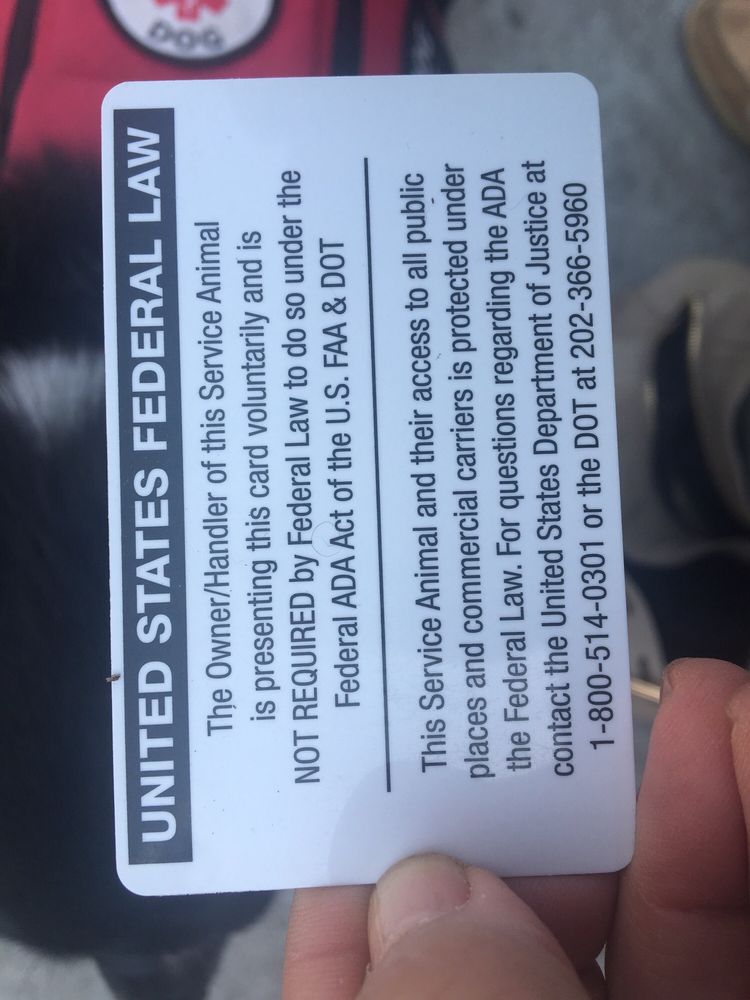 DOG
UNITED STATES FEDERAL LAW
The Owner/Handler of this Service Animal
is presenting this card voluntarily and is
NOT REQUIRED by Federal Law to do so under the
Federal ADA Act of the U.S. FAA & DOT
This Service Animal and their access to all public
places and commercial carriers is protected under
the Federal Law. For questions regarding the ADA
contact the United States Department of Justice at
1-800-514-0301 or the DOT at 202-366-5960